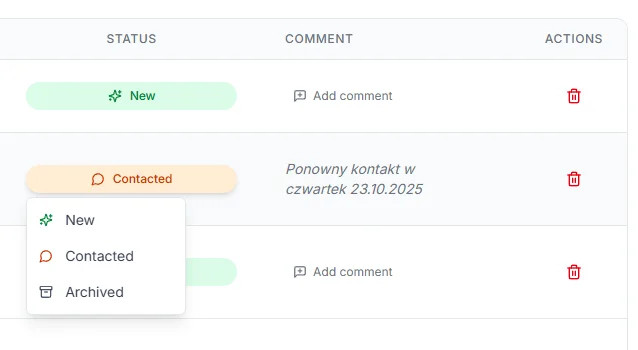 STATUS COMMENT ACTIONS
New Add comment
Contacted Ponowny kontakt w
czwartek 23.10.2025
New
Contacted
Add comment
Archived